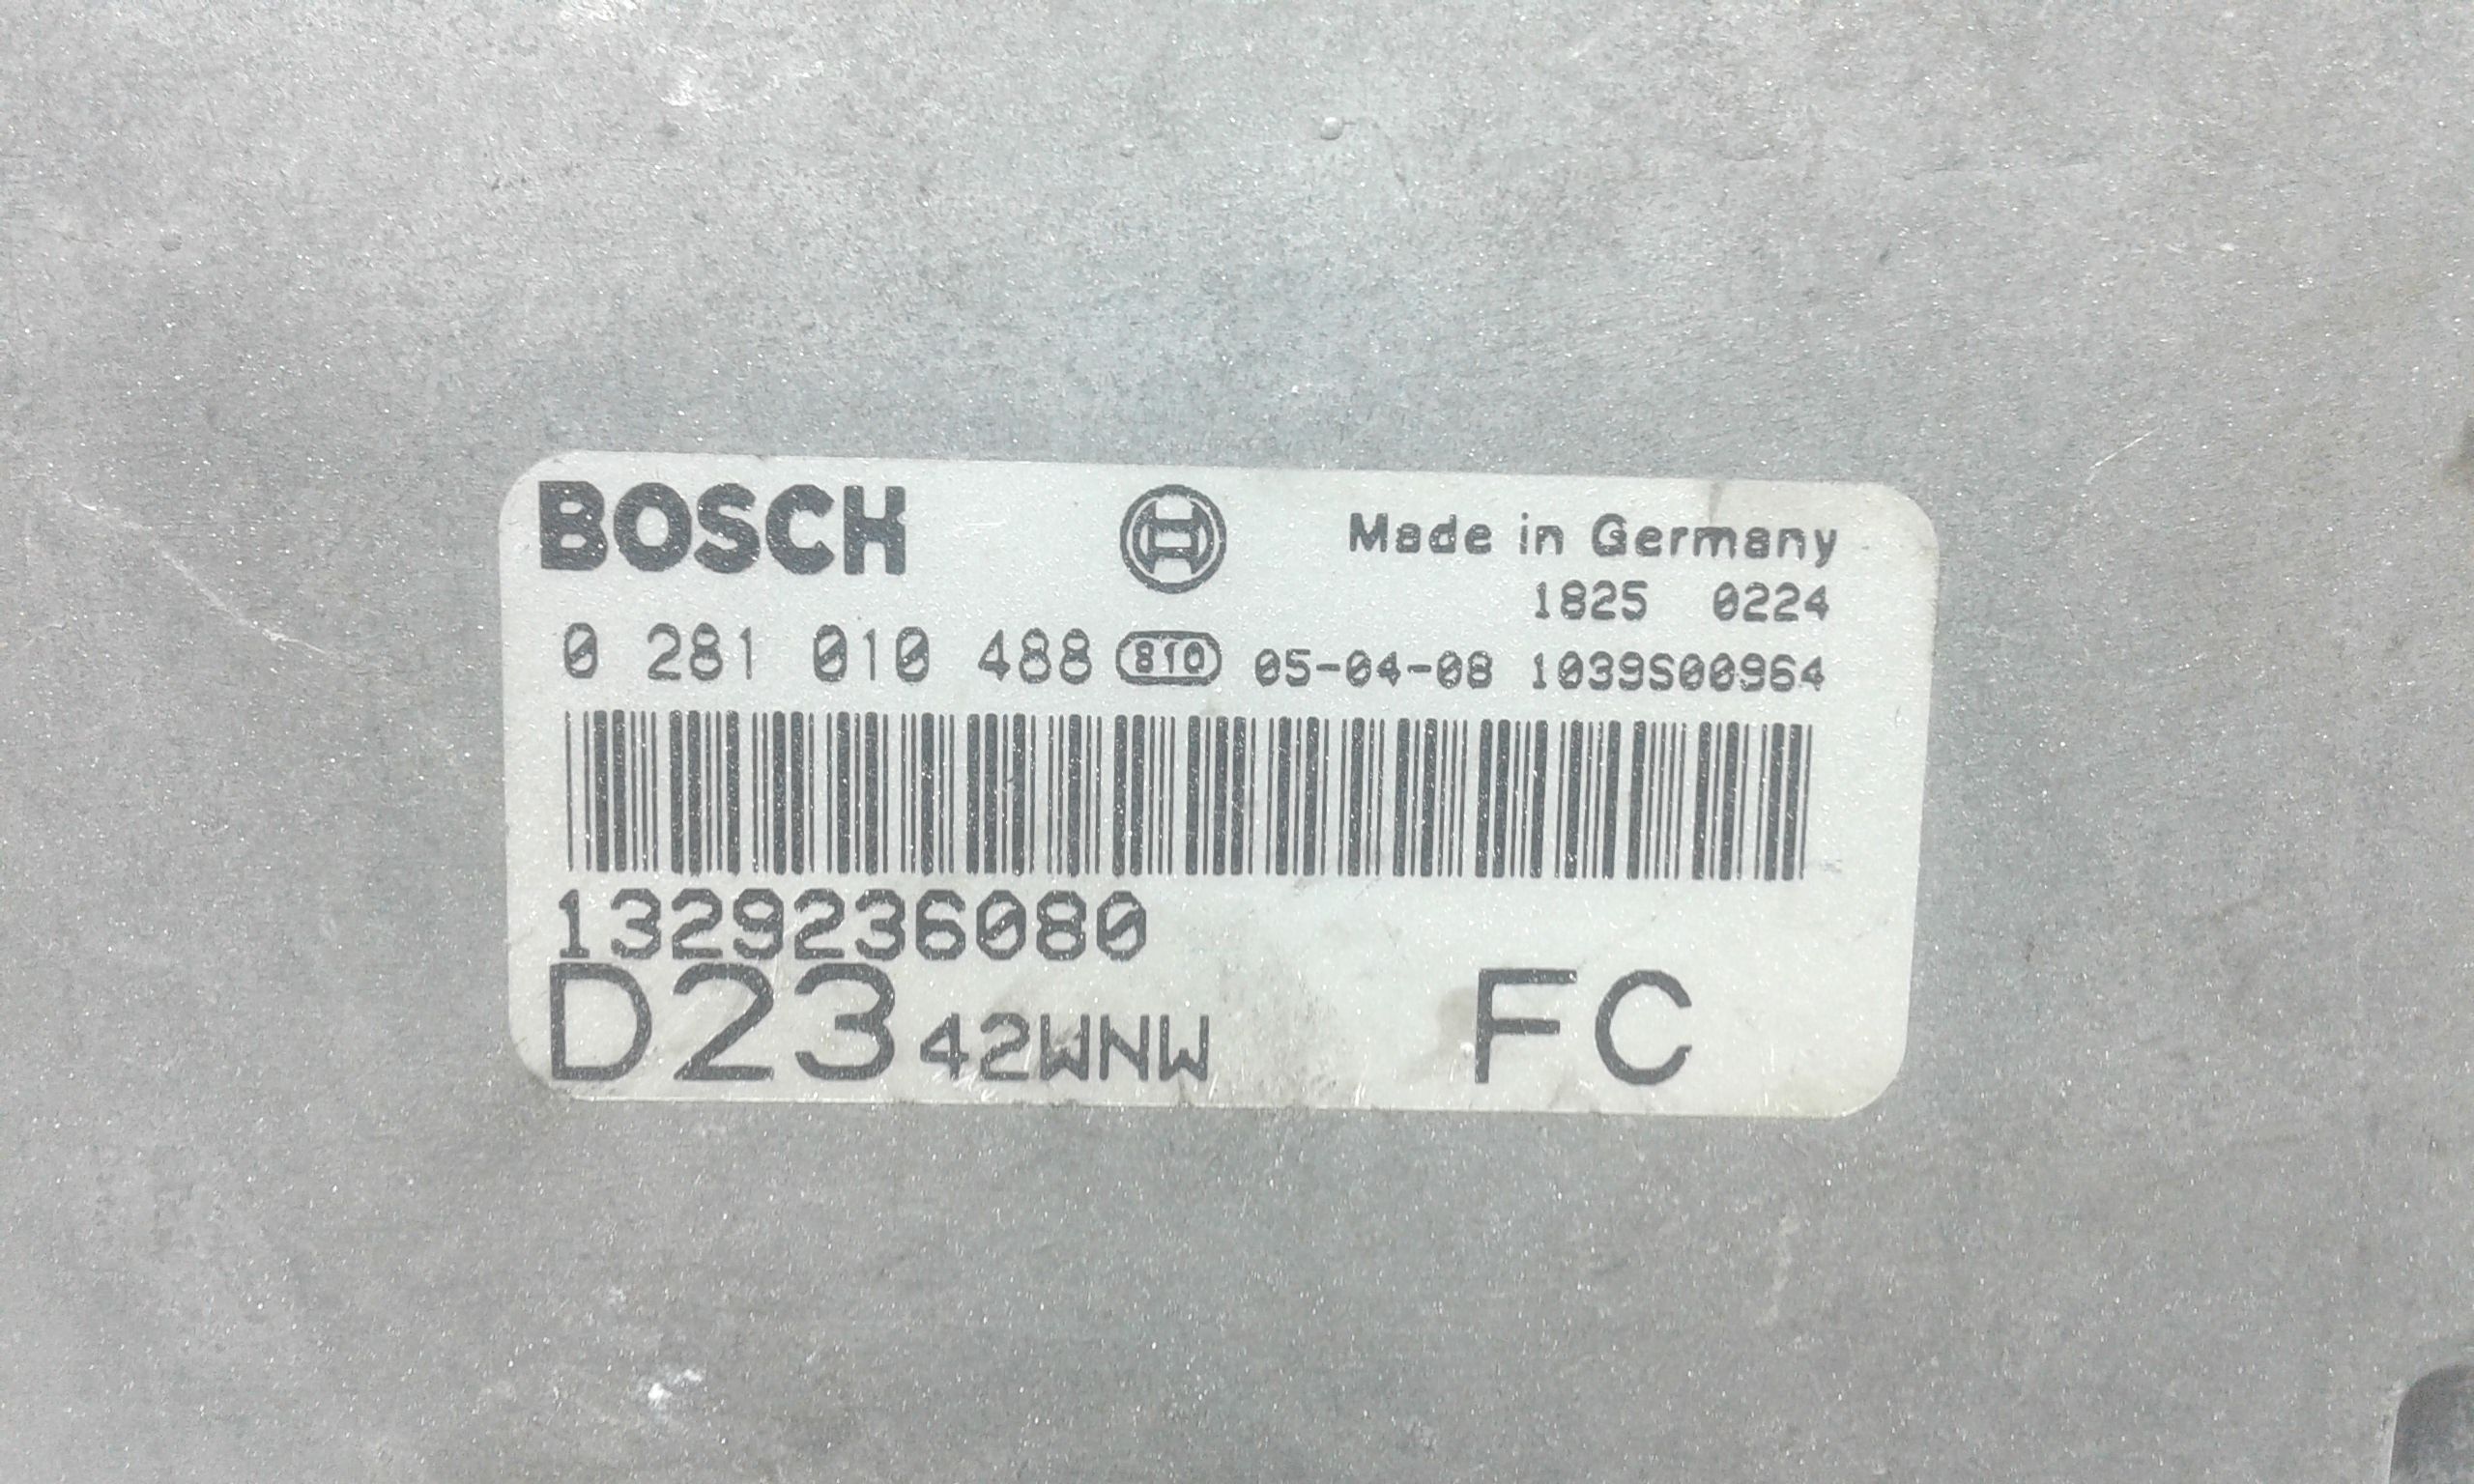 BOSCH Made in Germany
1825 0224
0 281 010 488 810 05-04-08 1039S00964
1329236080
D23 42WNW FC